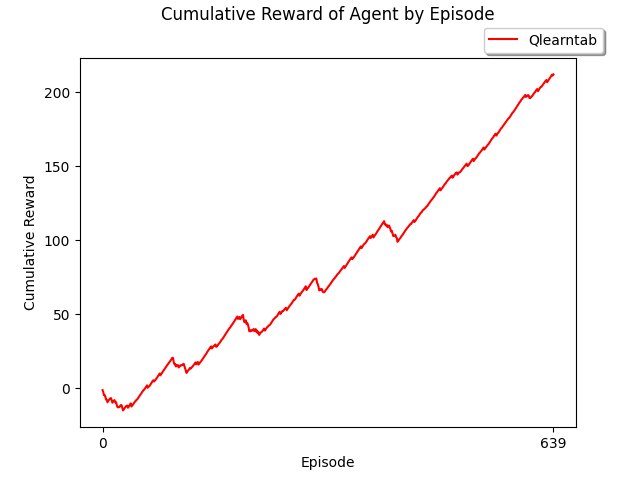 Cumulative Reward of Agent by Episode
Qlearntab
200
150
100
50
0
Cumulative Reward
0
639
Episode